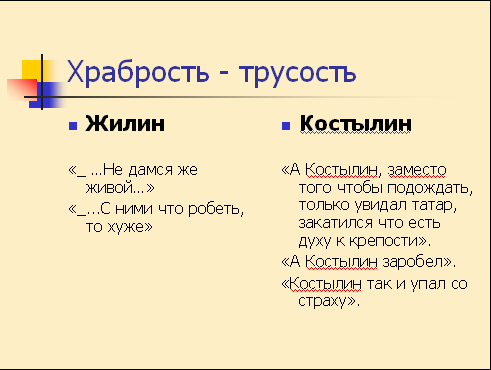 Храбрость - трусость
Жилин
«_ ...Не дамся же
живой...»
«_...С ними что робеть,
то хуже»
Костылин
«А Костылин, заместо
того чтобы подождать,
только увидал татар,
закатился что есть
духу к крепости».
«А Костылин заробел».
«Костылин так и упал со
страху».